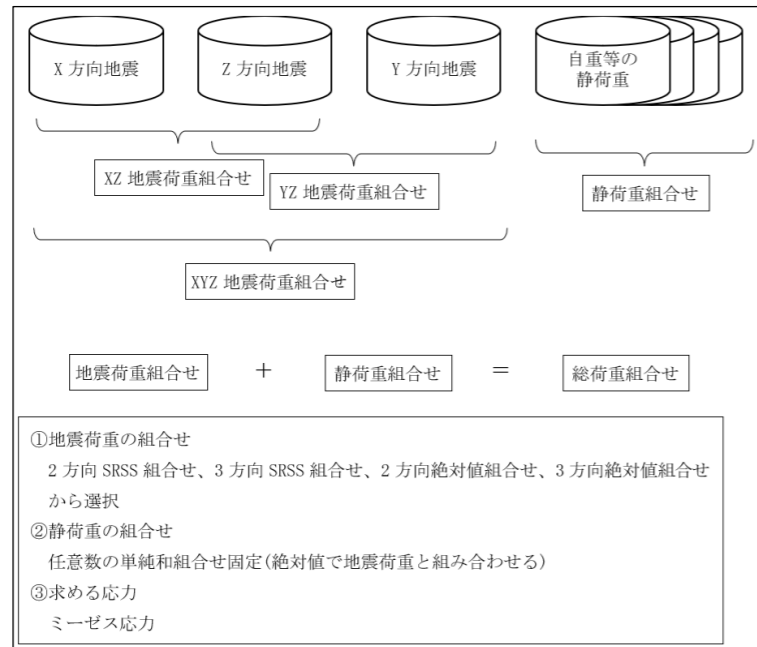 X 方向地震
Z 方向地震
Y 方向地震
自重等の
静荷重
XZ 地震荷重組合せ
YZ 地震荷重組合せ
静荷重組合せ
XYZ 地震荷重組合せ
地震荷重組合せ
+
静荷重組合せ
=
総荷重組合せ
①地震荷重の組合せ
2 方向 SRSS 組合せ、3 方向 SRSS 組合せ、2 方向絶対値組合せ、3 方向絶対値組合せ
から選択
②静荷重の組合せ
任意数の単純和組合せ固定(絶対値で地震荷重と組み合わせる)
③求める応力
ミーゼス応力